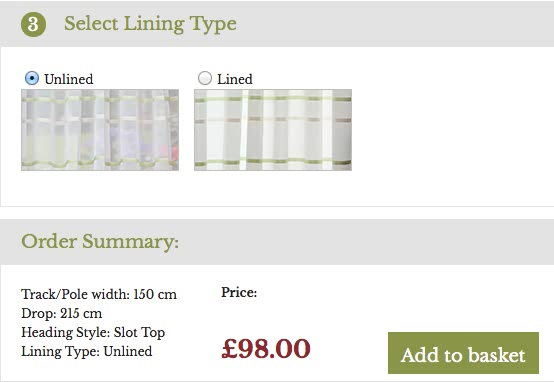 3 Select Lining Type
Unlined Lined
Order Summary:
Track/Pole width: 150 cm Price:
Drop: 215 cm
Heading Style: Slot Top
Lining Type: Unlined
£98.00
Add to basket